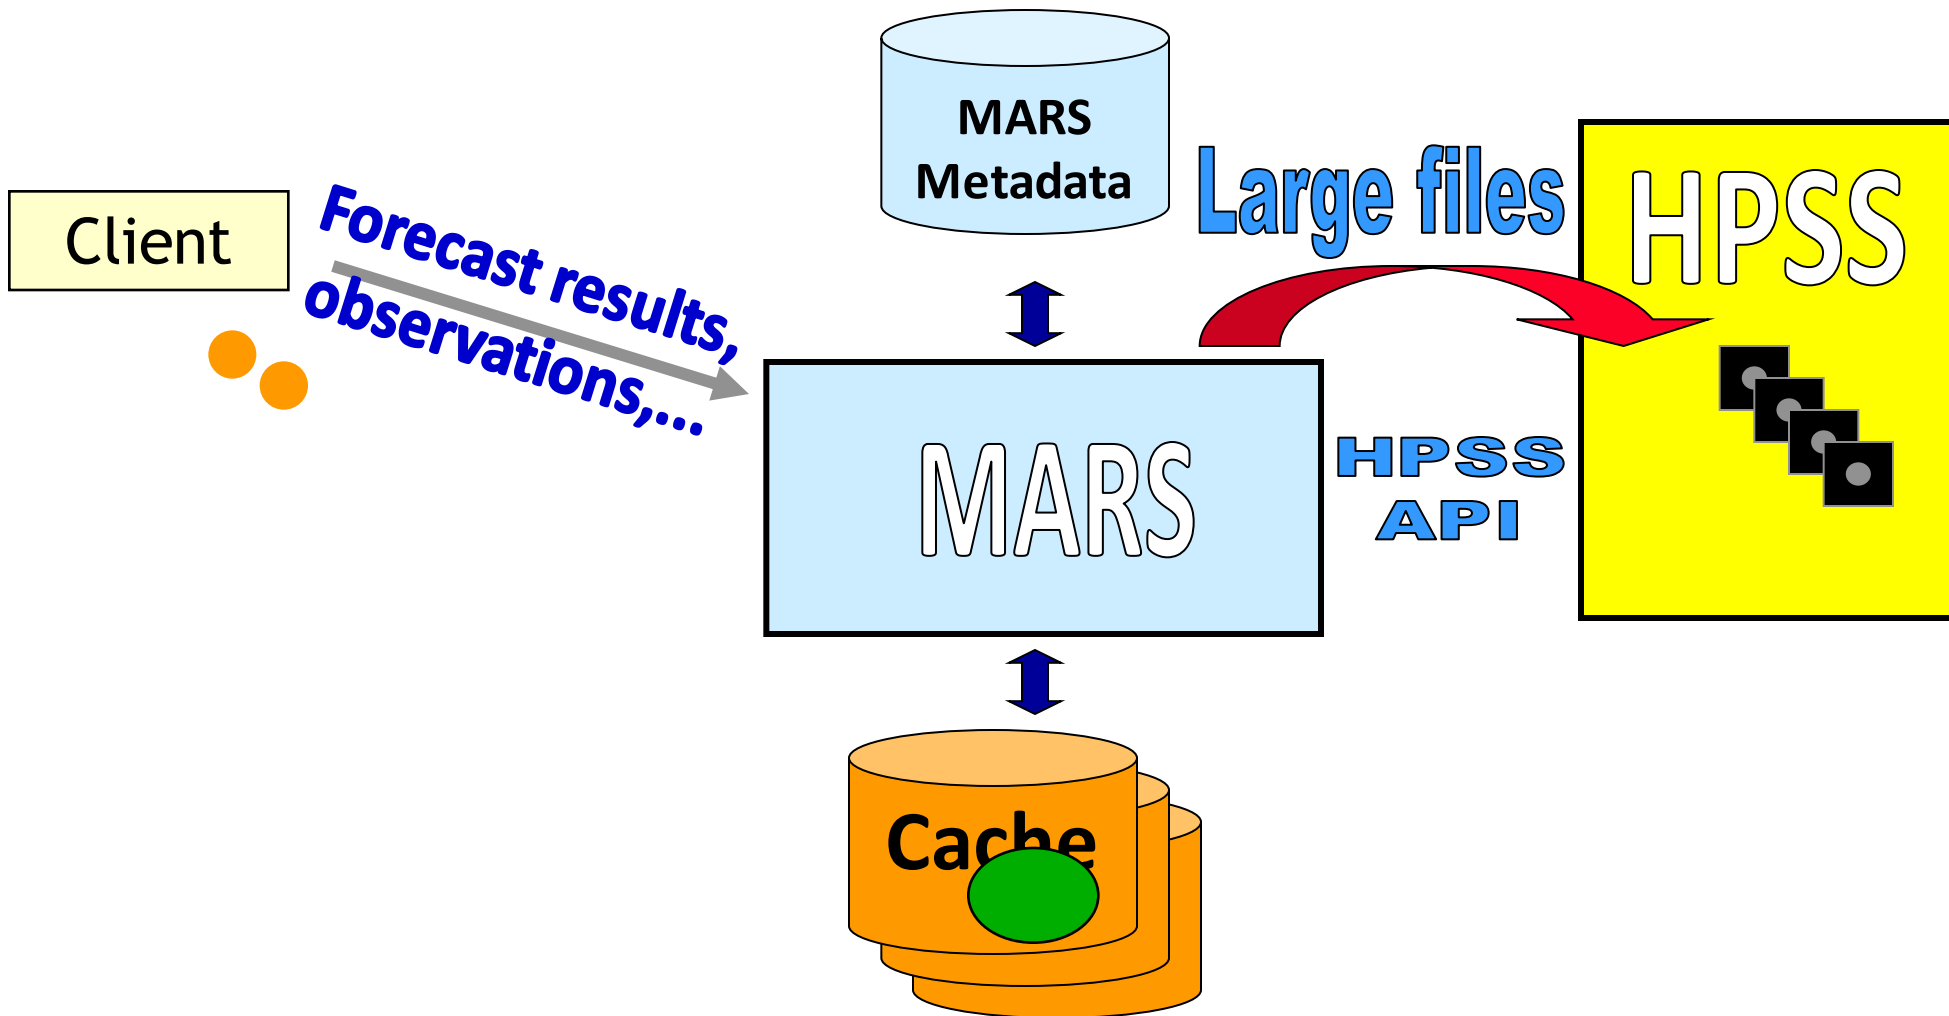 MARS
Metadata
Large files
HPSS
Client
Forecast results,
observations,...
MARS
HPSS
API
Cache